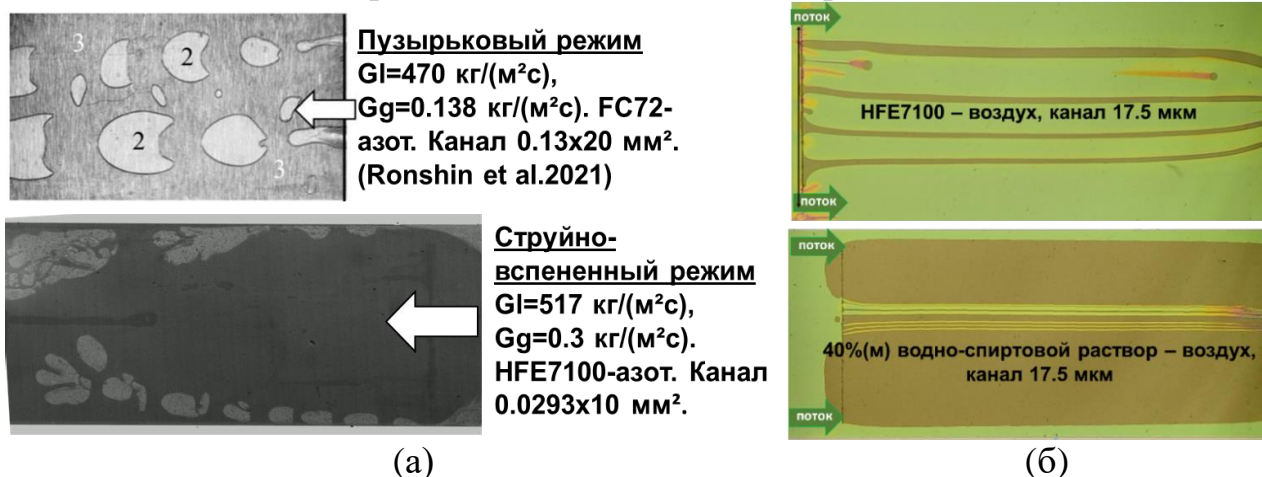 3
2
2
3
Пузырьковый режим
Gl=470 кг/(м²с),
Gg=0.138 кг/(м²с). FC72-
азот. Канал 0.13x20 мм².
(Ronshin et al.2021)
Струйно-
вспененный режим
Gl=517 кг/(м²с),
Gg=0.3 кг/(м²с).
HFE7100-азот. Канал
0.0293x10 мм².
(а)
ПОТОК
HFE7100 – воздух, канал 17.5 мкм
ПОТОК
ПОТОК
40%(м) водно-спиртовой раствор – воздух,
канал 17.5 мкм
ПОТОК
(б)